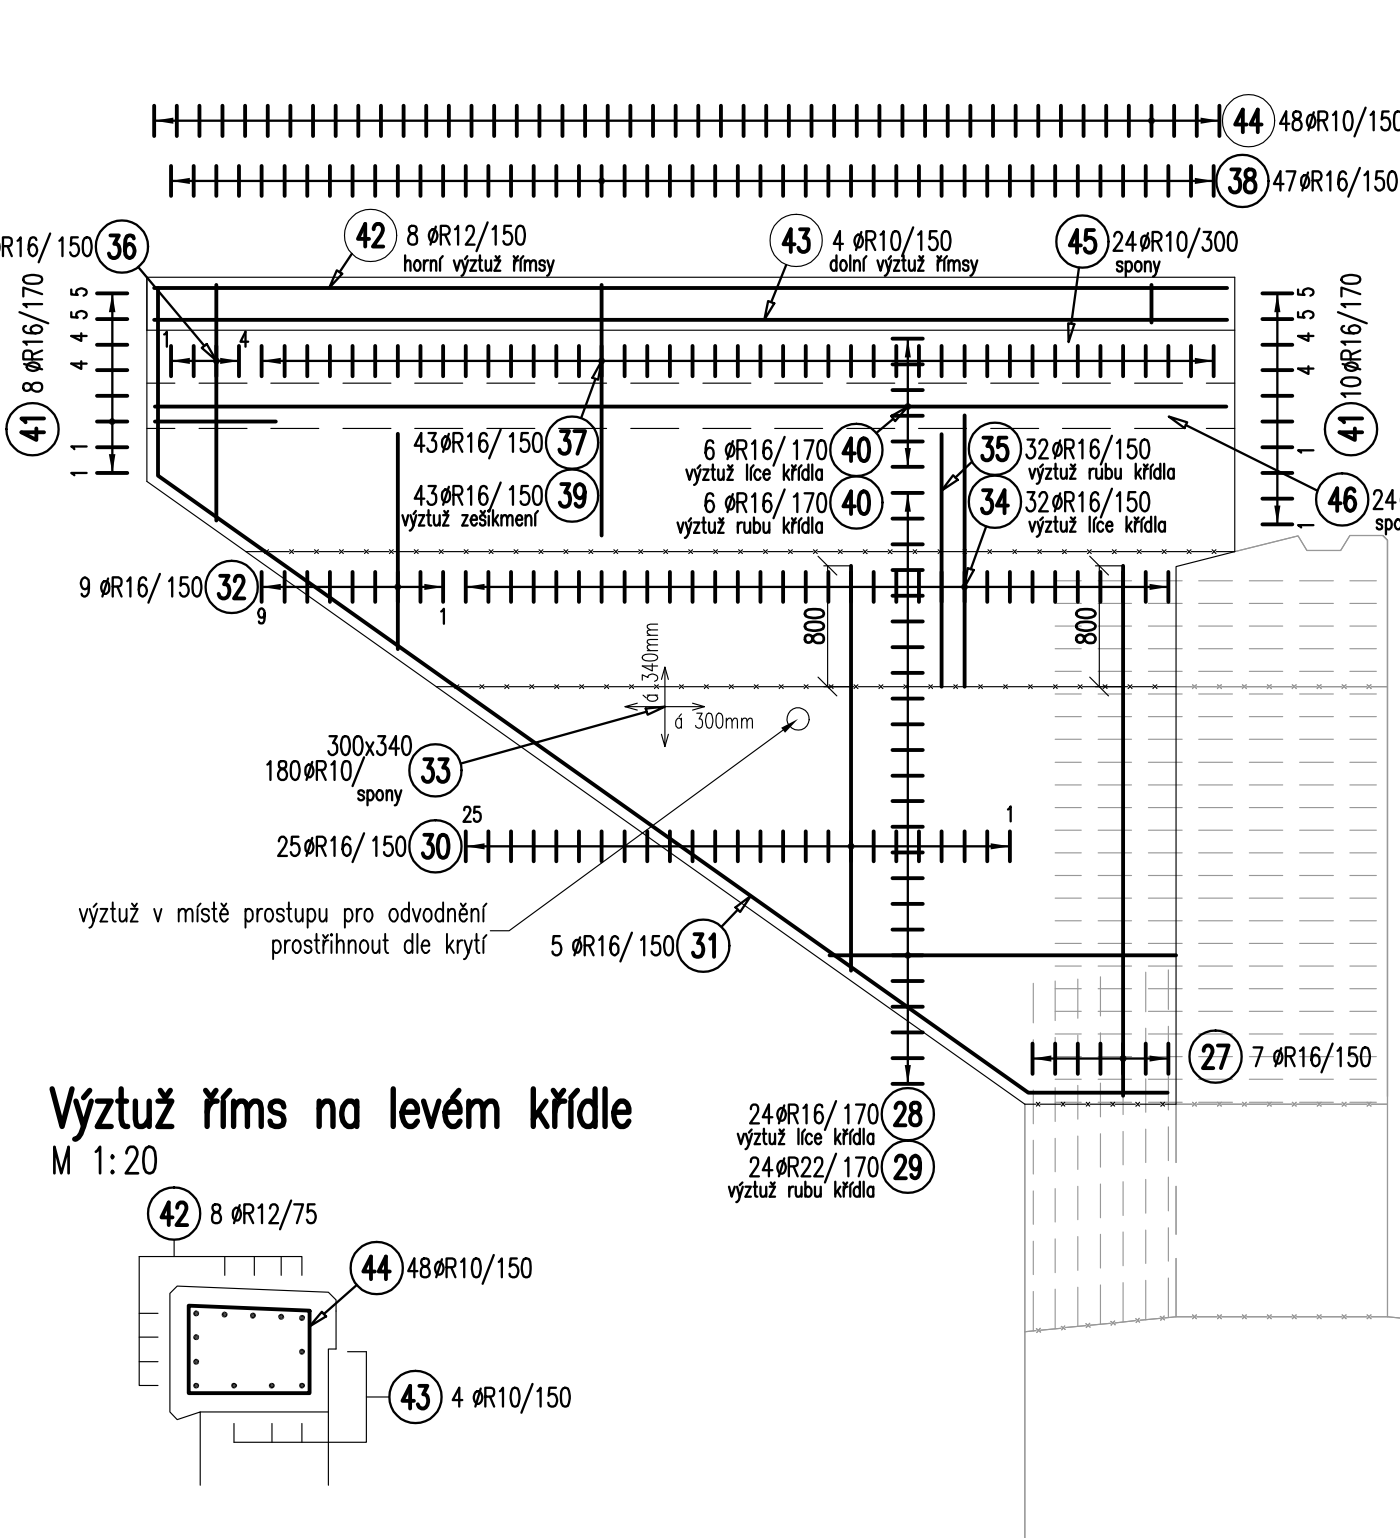 44 48øR10/150
38 47øR16/150
øR16/150 36
42 8 øR12/150
horní výztuž římsy
43 4 øR10/150
dolní výztuž římsy
45 24øR10/300
spony
41 8 øR16/170
5
5
4
4
1
1
1
4
41 10øR16/170
5
5
4
4
1
1
43øR16/150 37
43øR16/150 39
výztuž zešikmení
6 øR16/170 40
výztuž líce křídla
6 øR16/170 40
výztuž rubu křídla
35 32øR16/150
výztuž rubu křídla
34 32øR16/150
výztuž líce křídla
46 24
9 øR16/150 32
9
1
800
800
á 340mm
á 300mm
300x340
180øR10/ 33
spony
25
1
25øR16/150 30
výztuž v místě prostupu pro odvodnění
prostřihnout dle krytí
5 øR16/150 31
27 7 øR16/150
24øR16/170 28
výztuž líce křídla
24øR22/170 29
výztuž rubu křídla
Výztuž říms na levém křídle
M 1:20
42 8 øR12/75
44 48øR10/150
43 4 øR10/150